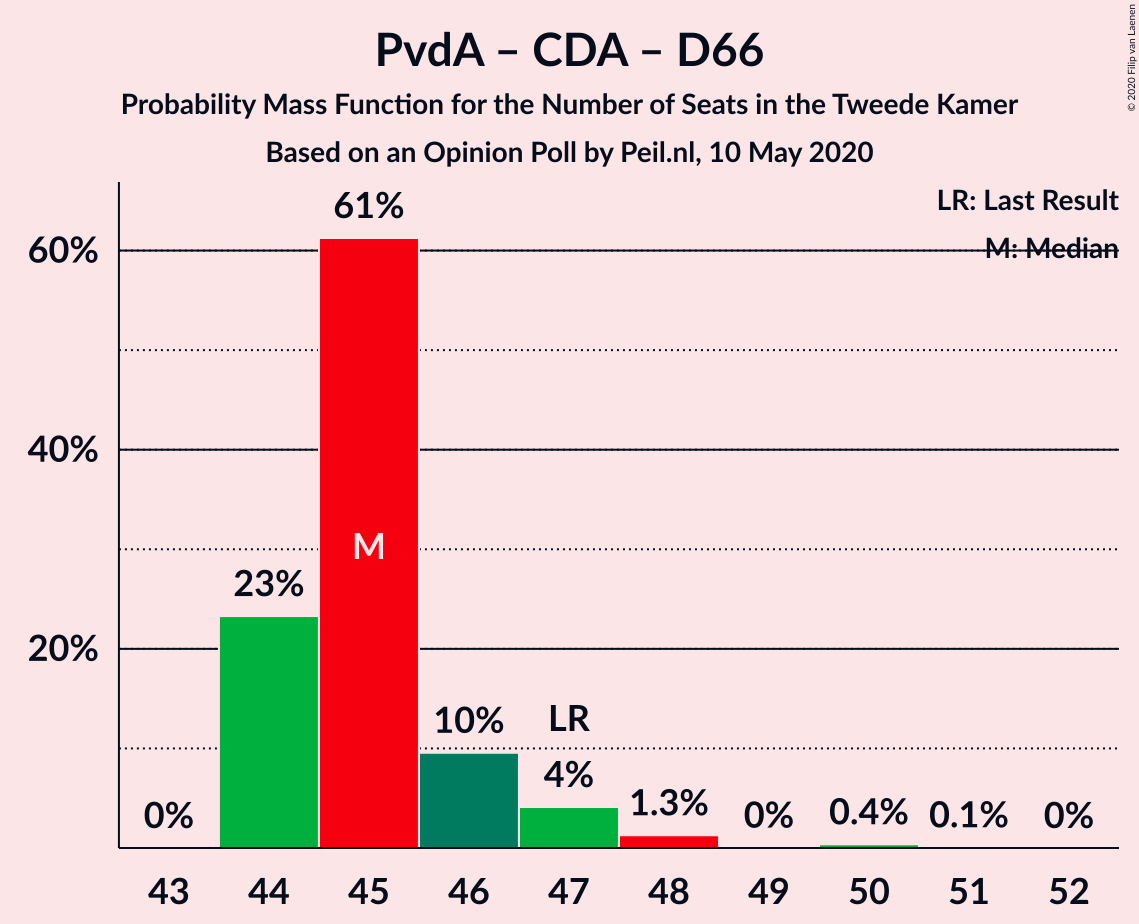 PvdA – CDA – D66
Probability Mass Function for the Number of Seats in the Tweede Kamer
Based on an Opinion Poll by Peil.nl, 10 May 2020
© 2020 Filip van Laenen
LR: Last Result
M: Median
60%
40%
20%
0%
23%
61%
M
10%
LR
4%
1.3%
0%
0.4%
0.1%
0%
43 44 45 46 47 48 49 50 51 52